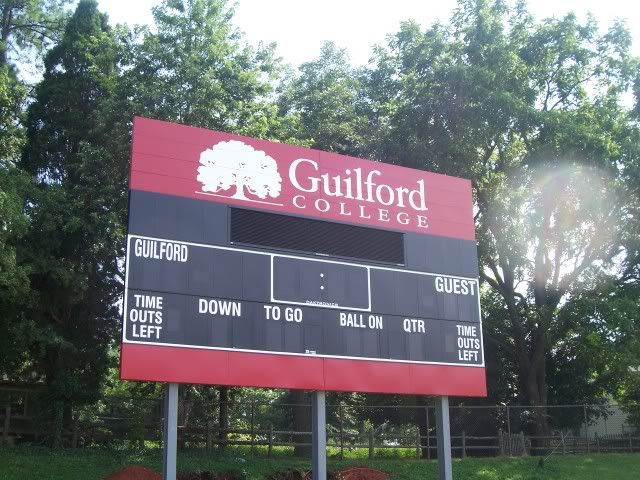 Guilford
COLLEGE
GUILFORD
:
GUEST
TIME
OUTS
LEFT
DOWN
TO GO
BALL ON
QTR
TIME
OUTS
LEFT